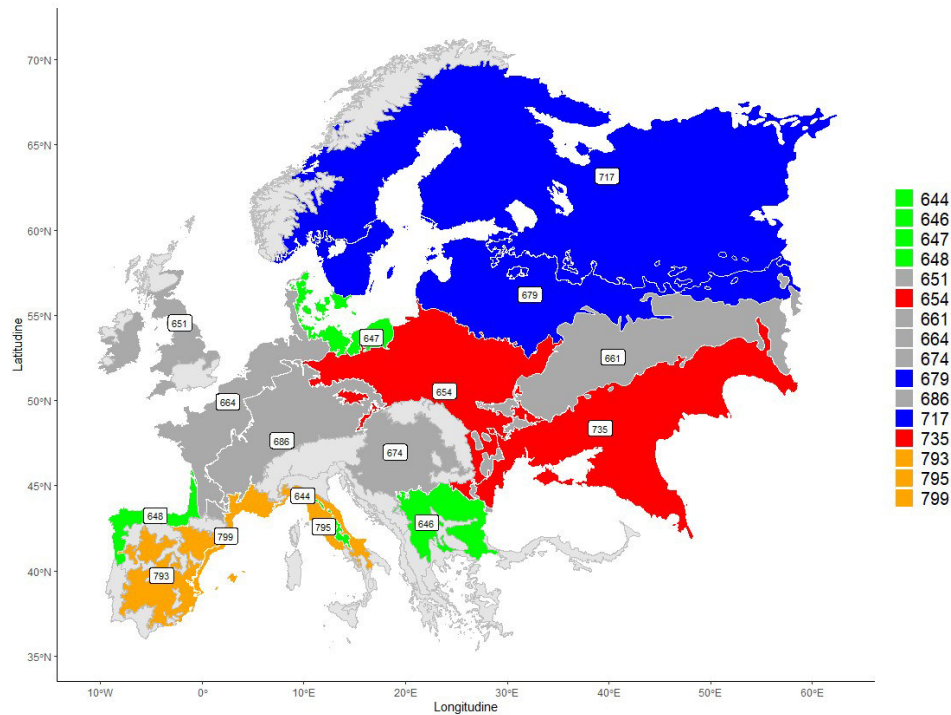 70°N
65°N
60°N
55°N
50°N
45°N
40°N
35°N
Latitudine
10°W
0°
10°E
20°E
30°E
40°E
50°E
60°E
Longitudine
717
679
651
647
661
654
664
735
686
674
644
648
799
795
646
793
644
646
647
648
651
654
661
664
674
679
686
717
735
793
795
799